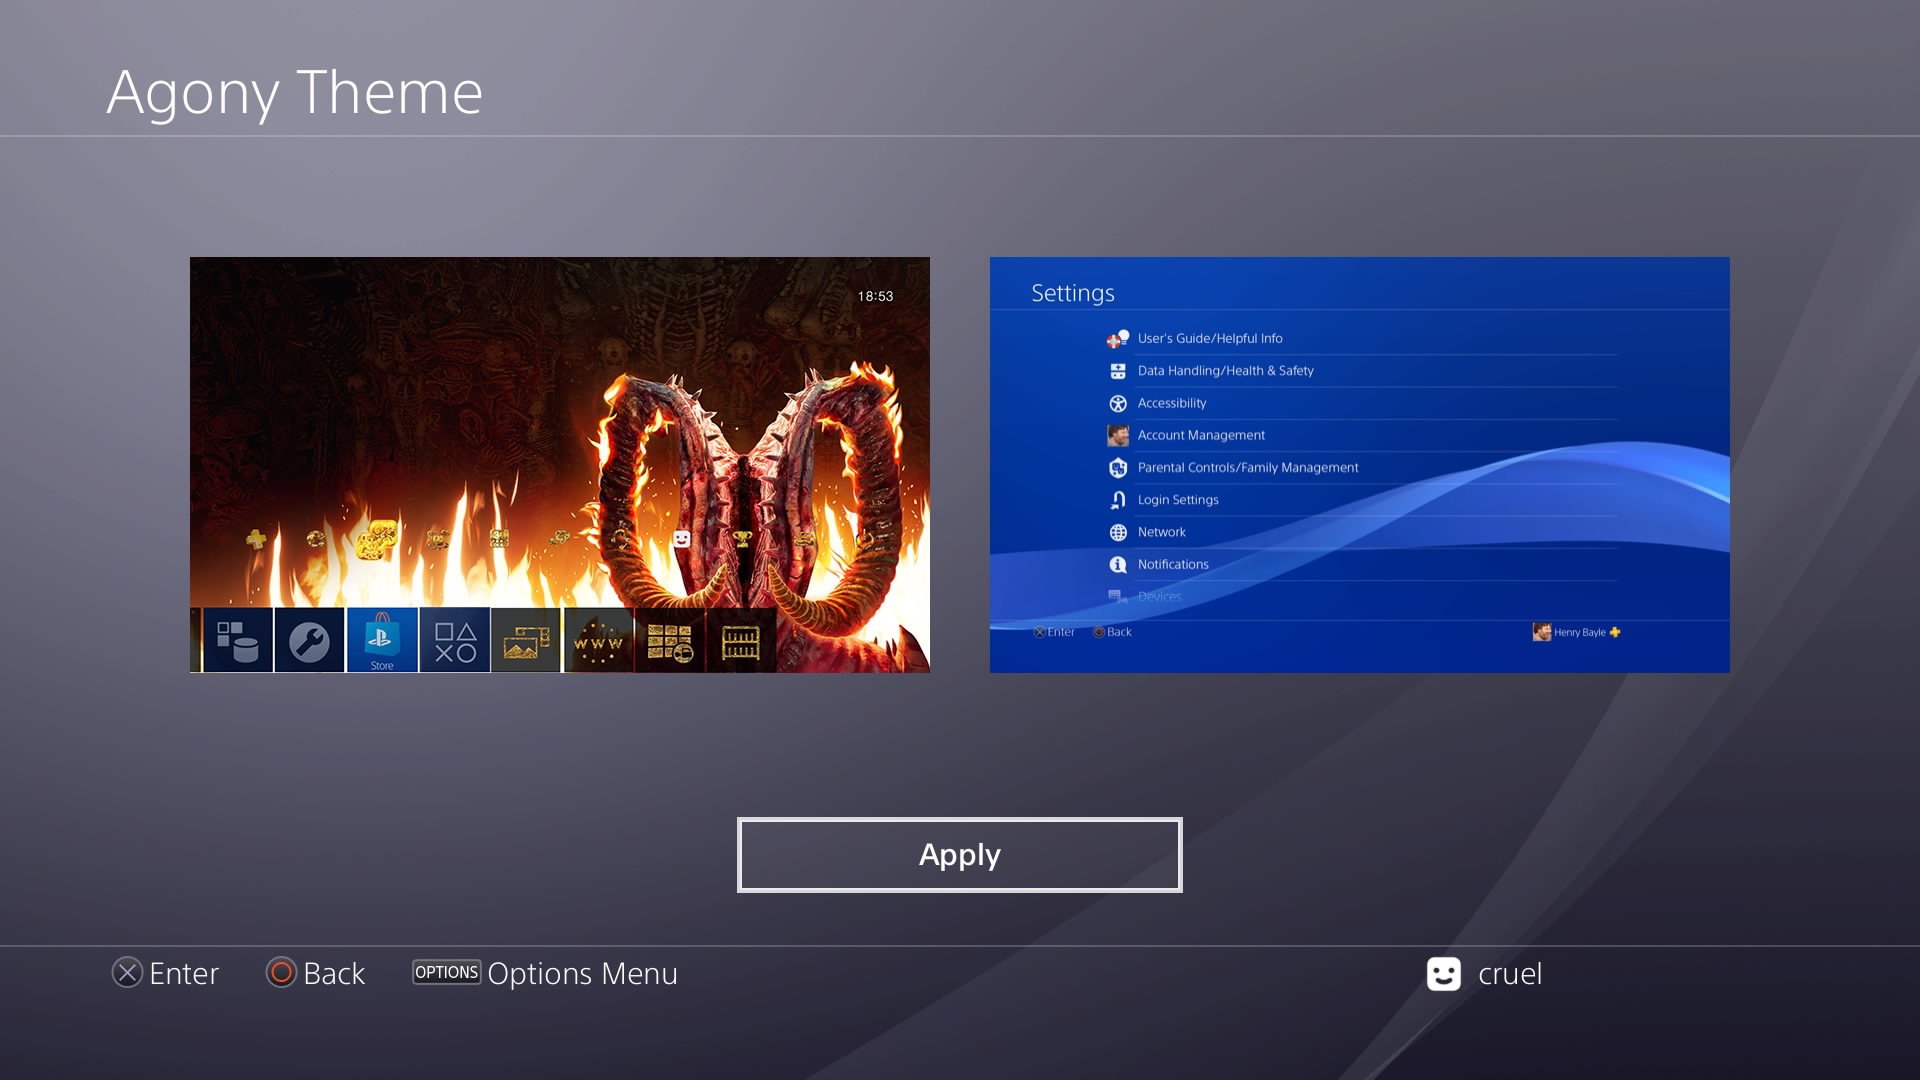 Agony Theme
18:53
Store
www
Settings
User's Guide/Helpful Info
Data Handling/Health & Safety
Accessibility
Account Management
Parental Controls/Family Management
Login Settings
Network
Notifications
Devices
Enter
Back
Henry Bayle
Apply
Enter
Back
OPTIONS Options Menu
cruel